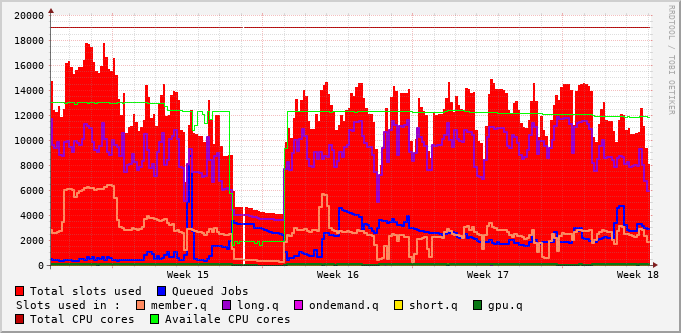 20000
18000
16000
14000
12000
10000
8000
6000
4000
2000
0
Week 15 Week 16 Week 17 Week 18
Total slots used Queued Jobs
Slots used in : member.q long.q ondemand.q short.q gpu.q
Total CPU cores Availale CPU cores
RRDTOOL / TOBI OETIKER